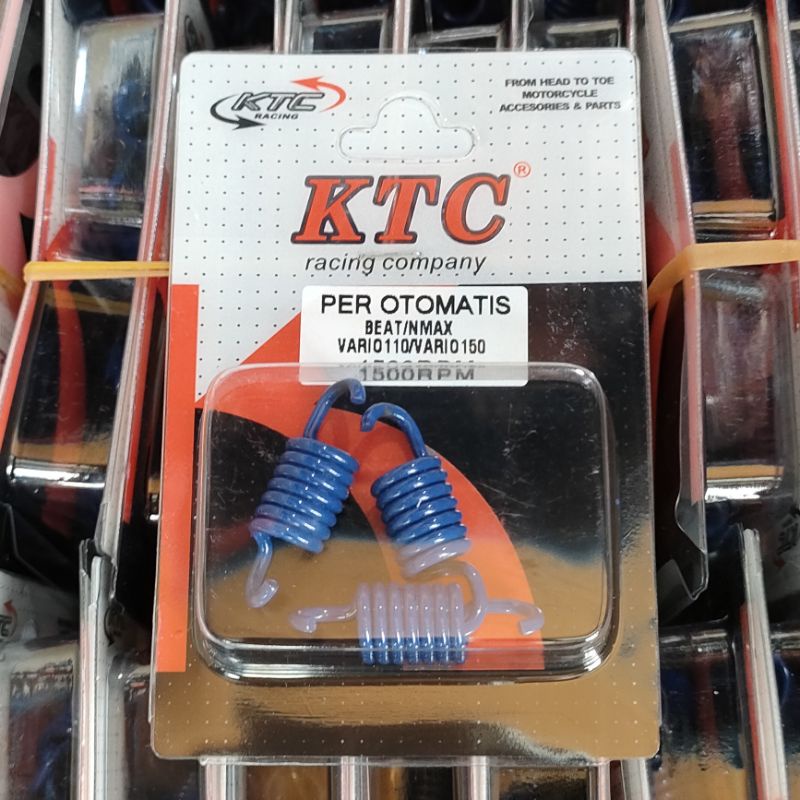 KTC
RACING
FROM HEAD TO TOE
MOTORCYCLE
ACCESORIES & PARTS
KTC®
racing company
PER OTOMATIS
BEAT/NMAX
VARIO110/VARIO150
1500RPM